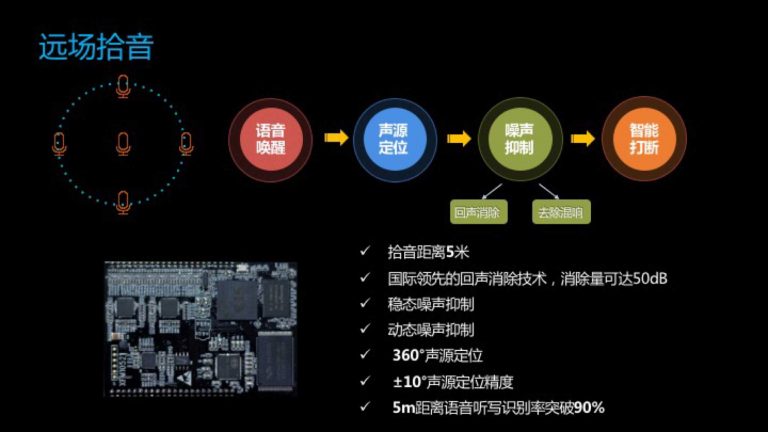 远场拾音
语音
唤醒
声源
定位
噪声
抑制
智能
打断
回声消除
去除混响
✓ 拾音距离5米
✓ 国际领先的回声消除技术，消除量可达50dB
✓ 稳态噪声抑制
✓ 动态噪声抑制
✓ 360°声源定位
✓ ±10°声源定位精度
✓ 5m距离语音听写识别率突破90%